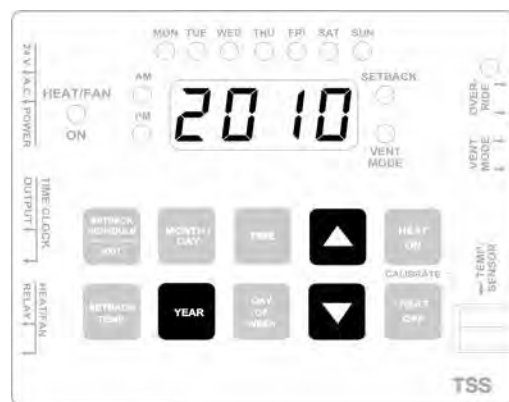 MON TUE WED THU FRI SAT SUN
24V A.C. POWER
HEAT/FAN
ON
AM
PM
2010
SETBACK
VENT
MODE
OVER-
RIDE
VENT
MODE
TIME CLOCK
OUTPUT
SETBACK
SCHEDULE
MONTH /
DAY
TIME
HEAT
ON
CALIBRATE
TEMP
SENSOR
HEAT/FAN
RELAY
SETBACK
TEMP
YEAR
DAY
OF
WEEK
HEAT
OFF
TSS